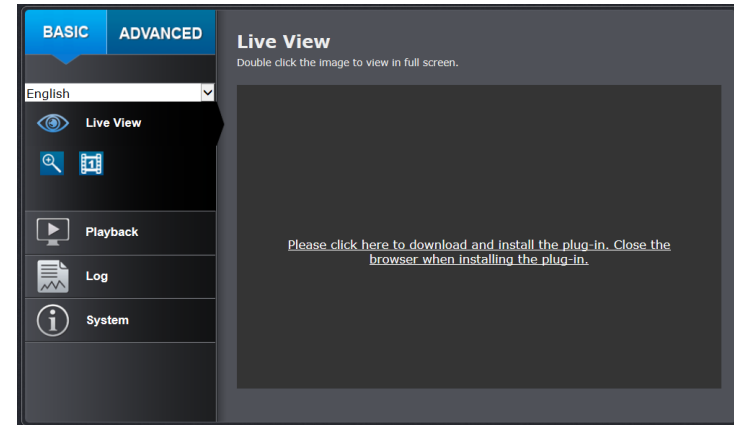 BASIC
ADVANCED
English
Live View
Playback
Log
System
Live View
Double click the image to view in full screen.
Please click here to download and install the plug-in. Close the
browser when installing the plug-in.